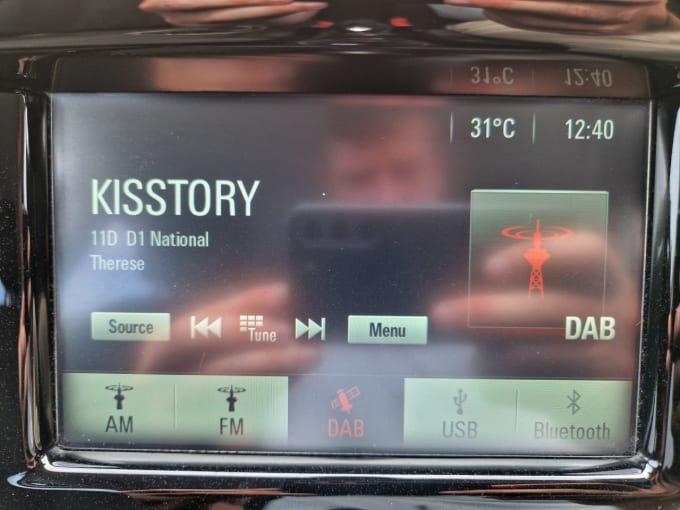 31°C 12:40
KISSTORY
11D D1 National
Therese
Source Tune Menu
DAB
AM FM DAB USB Bluetooth